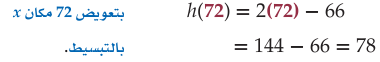 h(72) = 2(72) − 66 بتعويض 72 مكان x
= 144 − 66 = 78 بالتبسيط.